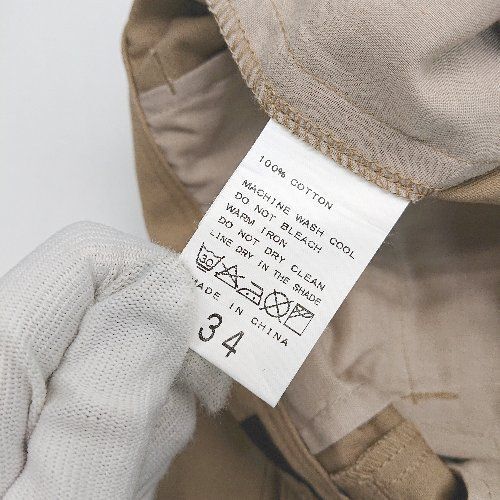 100% COTTON
MACHINE WASH COOL
DO NOT BLEACH
WARM IRON
DO NOT DRY CLEAN
LINE DRY IN THE SHADE
30
MADE IN CHINA
34